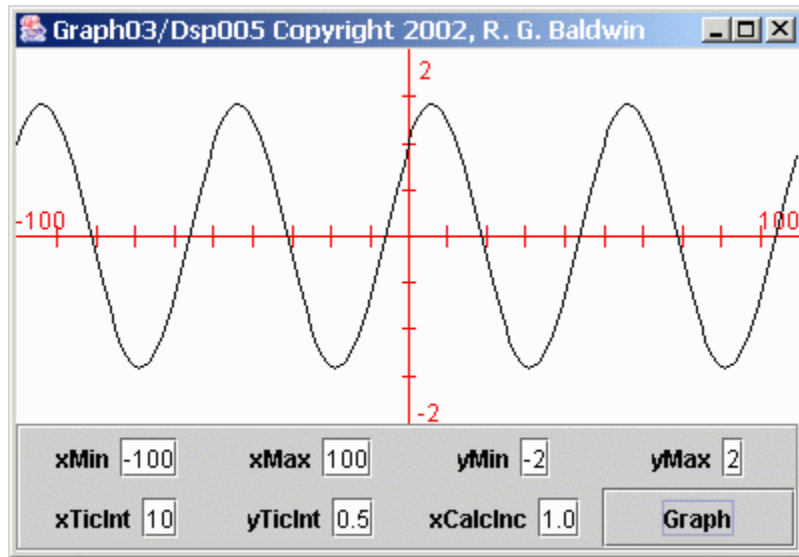 Graph03/Dsp005 Copyright 2002, R. G. Baldwin
2
-100
100
-2
xMin -100 xMax 100 yMin -2 yMax 2
xTicInt 10 yTicInt 0.5 xCalcInc 1.0 Graph